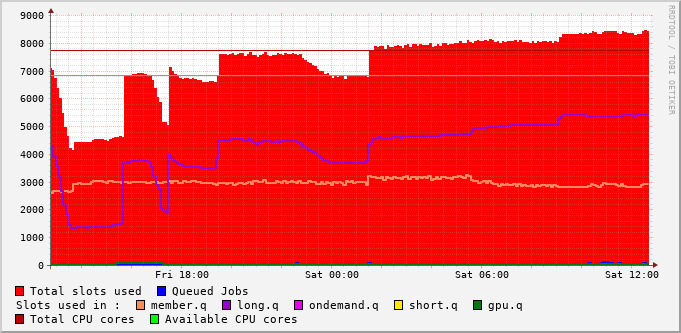 9000
8000
7000
6000
5000
4000
3000
2000
1000
0
Fri 18:00 Sat 00:00 Sat 06:00 Sat 12:00
RRDTOOL / TOBI OETIKER
Total slots used Queued Jobs
Slots used in : member.q long.q ondemand.q short.q gpu.q
Total CPU cores Available CPU cores